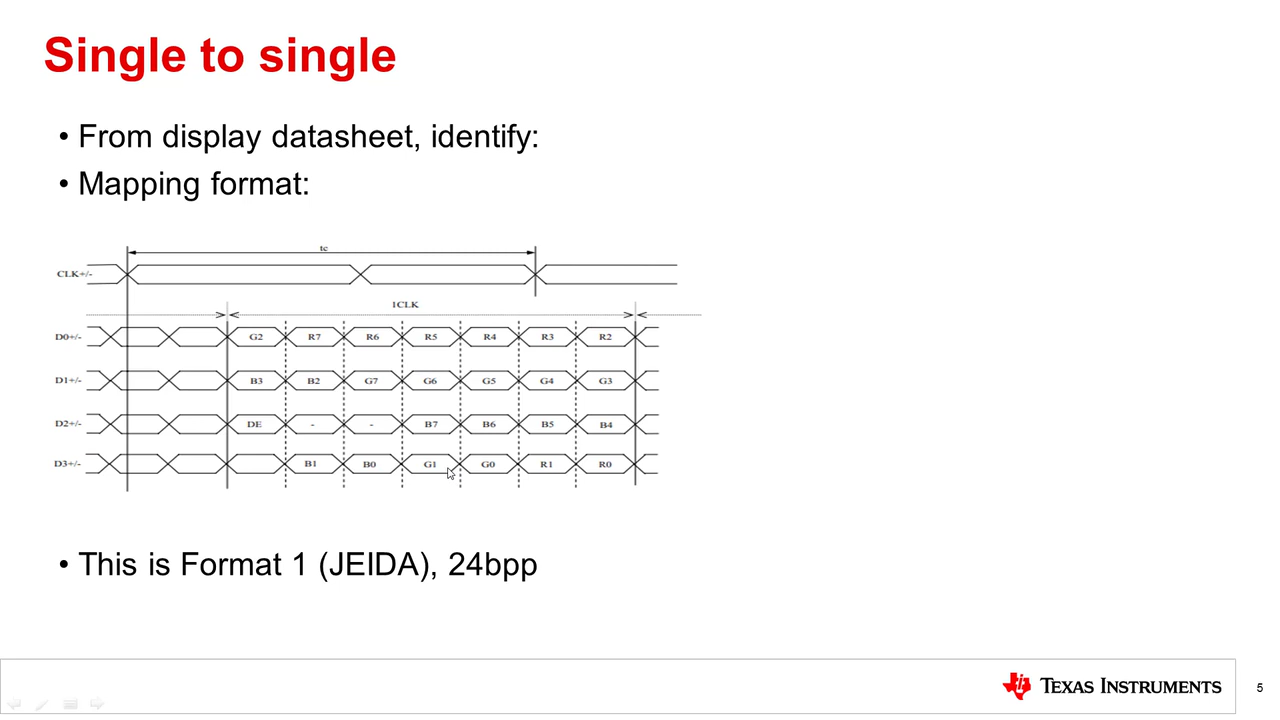 Single to single
• From display datasheet, identify:
• Mapping format:
tc
CLK+/-
1CLK
D0+/- G2 R7 R6 R5 R4 R3 R2
D1+/- B3 B2 G7 G6 G5 G4 G3
D2+/- DE - - B7 B6 B5 B4
D3+/- B1 B0 G1 G0 R1 R0
• This is Format 1 (JEIDA), 24bpp
TEXAS INSTRUMENTS
5